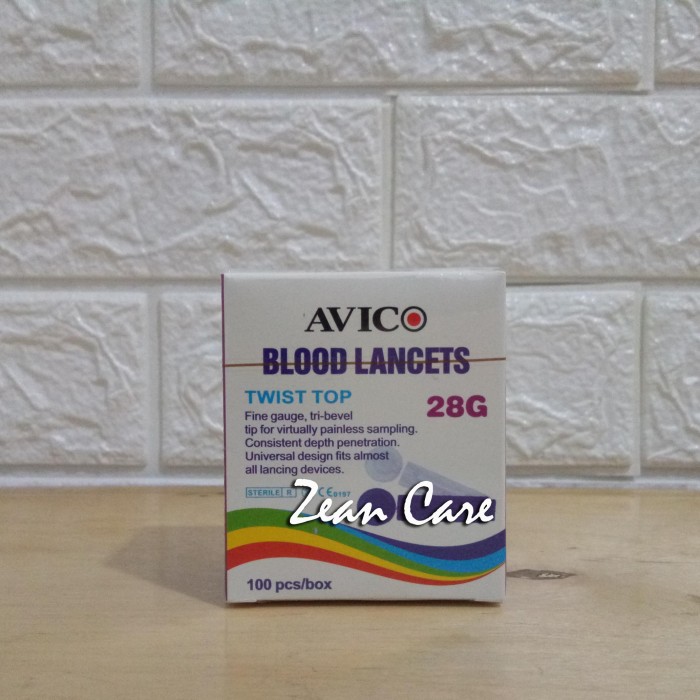 AVICO
BLOOD LANCETS
TWIST TOP
28G
Fine gauge, tri-bevel
tip for virtually painless sampling.
Consistent depth penetration.
Universal design fits almost
all lancing devices.
STERILE R
CE0197
Zean Care
100 pcs/box